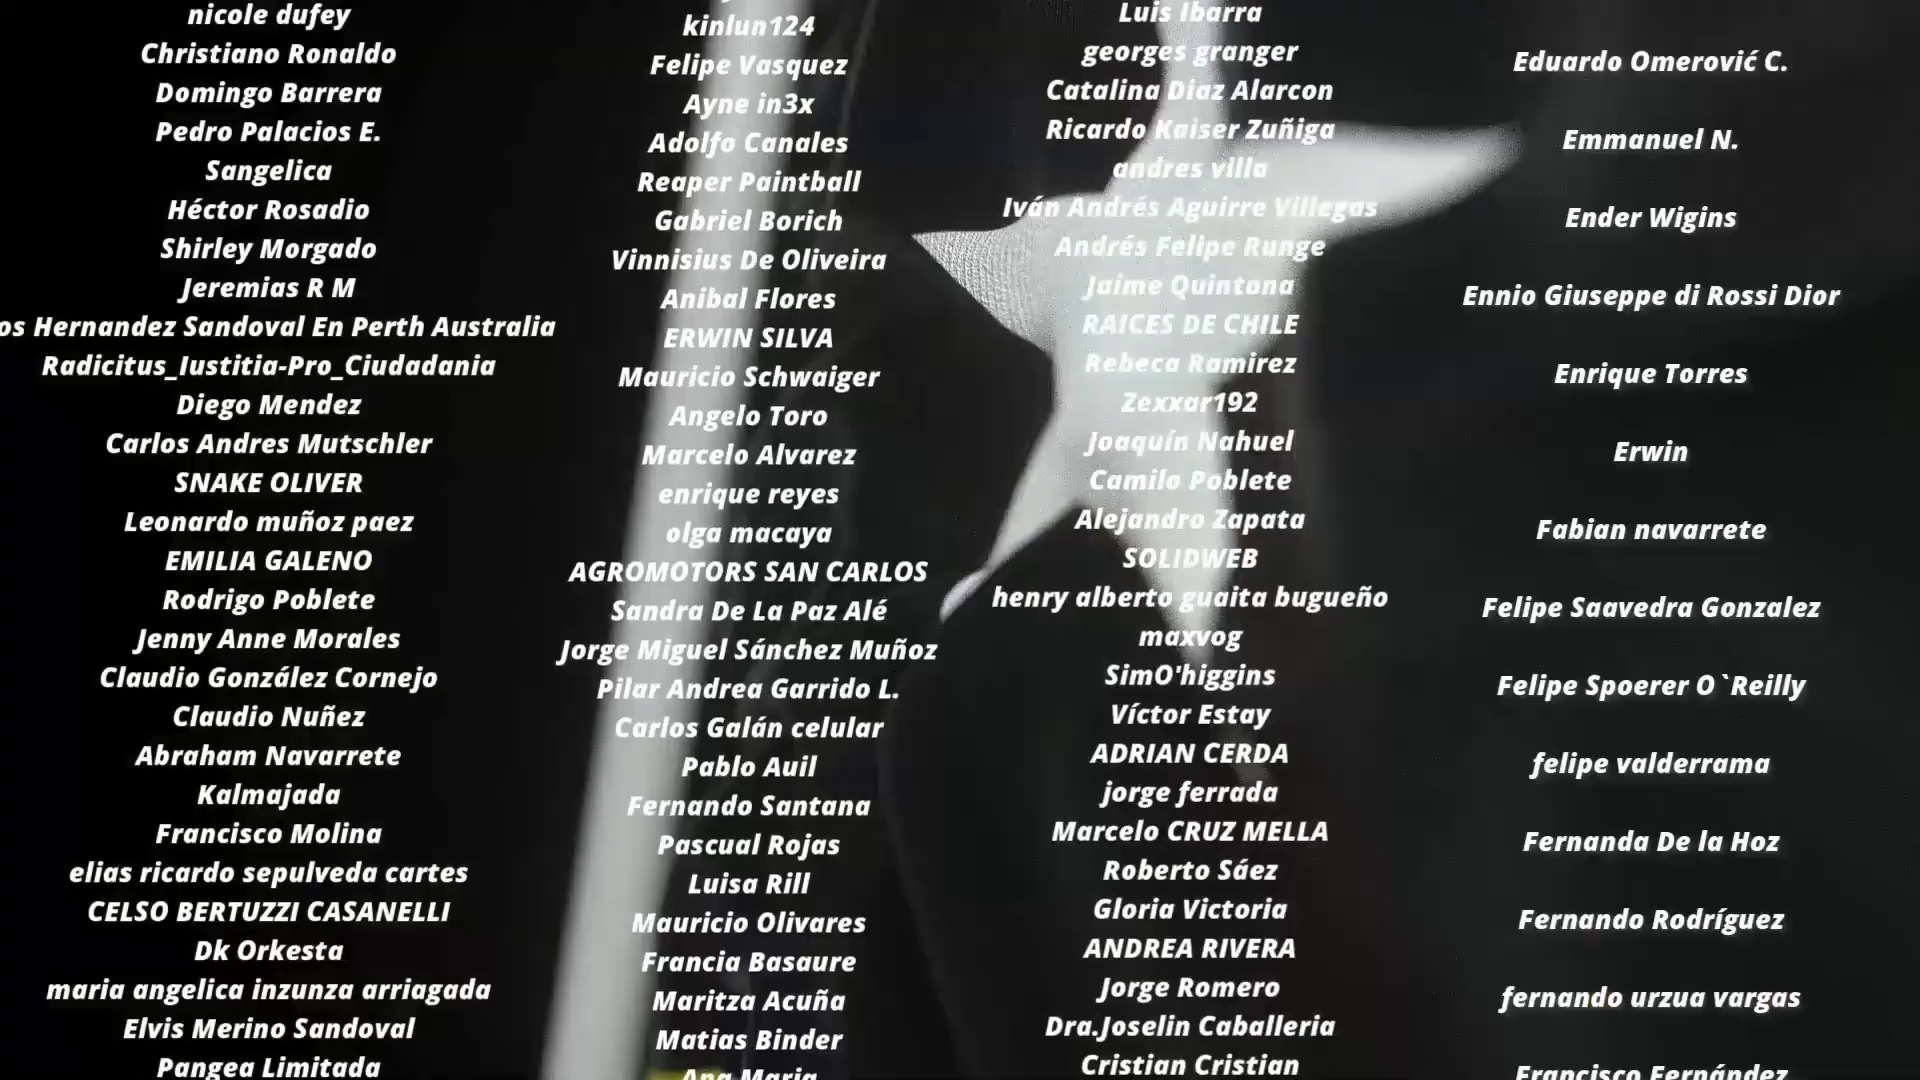 nicole dufey
Christiano Ronaldo
Domingo Barrera
Pedro Palacios E.
Sangelica
Héctor Rosadio
Shirley Morgado
Jeremias R M
os Hernandez Sandoval En Perth Australia
Radicitus_Iustitia-Pro_Ciudadania
Diego Mendez
Carlos Andres Mutschler
SNAKE OLIVER
Leonardo muñoz paez
EMILIA GALENO
Rodrigo Poblete
Jenny Anne Morales
Claudio González Cornejo
Claudio Nuñez
Abraham Navarrete
Kalmajada
Francisco Molina
elias ricardo sepulveda cartes
CELSO BERTUZZI CASANELLI
Dk Orkesta
maria angelica inzunza arriagada
Elvis Merino Sandoval
Pangea Limitada
kinlun124
Felipe Vasquez
Ayne in3x
Adolfo Canales
Reaper Paintball
Gabriel Borich
Vinnisius De Oliveira
Anibal Flores
ERWIN SILVA
Mauricio Schwaiger
Angelo Toro
Marcelo Alvarez
enrique reyes
olga macaya
AGROMOTORS SAN CARLOS
Sandra De La Paz Alé
Jorge Miguel Sánchez Muñoz
Pilar Andrea Garrido L.
Carlos Galán celular
Pablo Auil
Fernando Santana
Pascual Rojas
Luisa Rill
Mauricio Olivares
Francia Basaure
Maritza Acuña
Matias Binder
Ana Maria
Luis Ibarra
georges granger
Catalina Diaz Alarcon
Ricardo Kaiser Zuñiga
andres villa
Iván Andrés Aguirre Villegas
Andrés Felipe Runge
Jaime Quintana
RAICES DE CHILE
Rebeca Ramirez
Zexxar192
Joaquín Nahuel
Camilo Poblete
Alejandro Zapata
SOLIDWEB
henry alberto guaita bugueño
maxvog
SimO'higgins
Víctor Estay
ADRIAN CERDA
jorge ferrada
Marcelo CRUZ MELLA
Roberto Sáez
Gloria Victoria
ANDREA RIVERA
Jorge Romero
Dra.Joselin Caballeria
Cristian Cristian
Eduardo Omerović C.
Emmanuel N.
Ender Wigins
Ennio Giuseppe di Rossi Dior
Enrique Torres
Erwin
Fabian navarrete
Felipe Saavedra Gonzalez
Felipe Spoerer O`Reilly
felipe valderrama
Fernanda De la Hoz
Fernando Rodríguez
fernando urzua vargas
Francisco Fernández